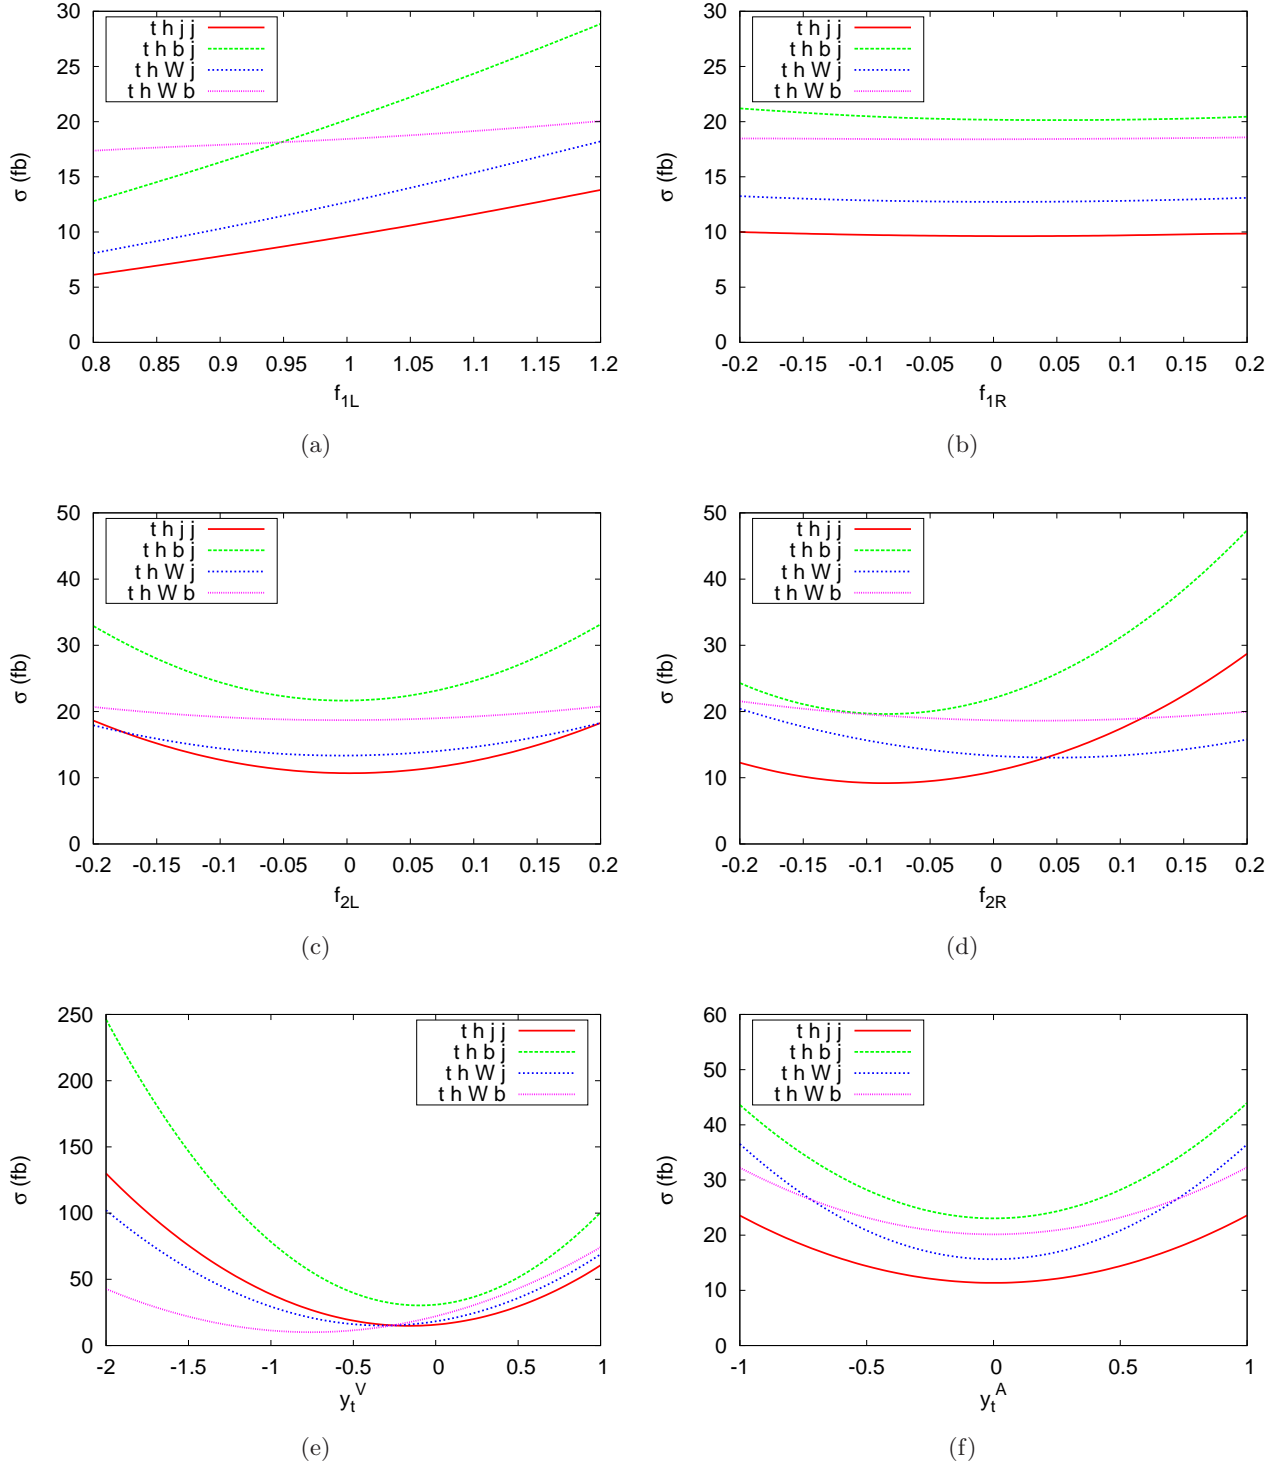 30
25
20
15
10
5
0
σ (fb)
t h j j
t h b j
t h W j
t h W b
0.8 0.85 0.9 0.95 1 1.05 1.1 1.15 1.2
f1L
(a)
30
25
20
15
10
5
0
σ (fb)
t h j j
t h b j
t h W j
t h W b
-0.2 -0.15 -0.1 -0.05 0 0.05 0.1 0.15 0.2
f1R
(b)
50
40
30
20
10
0
σ (fb)
t h j j
t h b j
t h W j
t h W b
-0.2 -0.15 -0.1 -0.05 0 0.05 0.1 0.15 0.2
f2L
(c)
50
40
30
20
10
0
σ (fb)
t h j j
t h b j
t h W j
t h W b
-0.2 -0.15 -0.1 -0.05 0 0.05 0.1 0.15 0.2
f2R
(d)
250
200
150
100
50
0
σ (fb)
t h j j
t h b j
t h W j
t h W b
-2 -1.5 -1 -0.5 0 0.5 1
ytV
(e)
60
50
40
30
20
10
0
σ (fb)
t h j j
t h b j
t h W j
t h W b
-1 -0.5 0 0.5 1
ytA
(f)